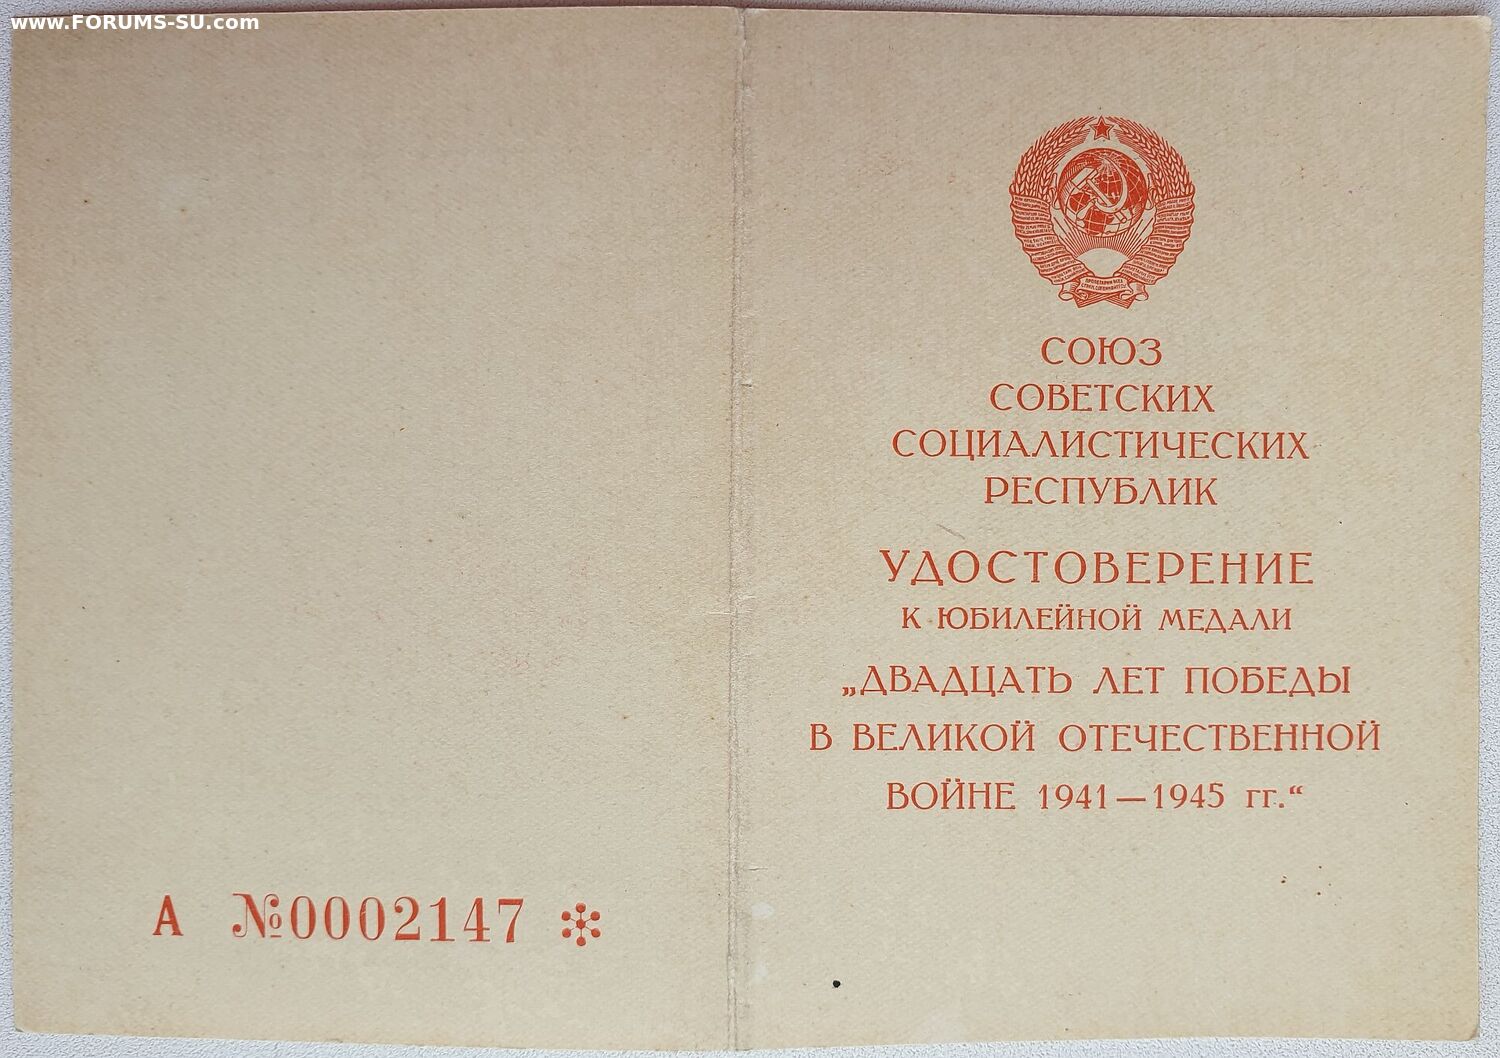 www.FORUMS-SU.com
СОЮЗ
СОВЕТСКИХ
СОЦИАЛИСТИЧЕСКИХ
РЕСПУБЛИК
УДОСТОВЕРЕНИЕ
К ЮБИЛЕЙНОЙ МЕДАЛИ
„ДВАДЦАТЬ ЛЕТ ПОБЕДЫ
В ВЕЛИКОЙ ОТЕЧЕСТВЕННОЙ
ВОЙНЕ 1941—1945 гг.“
А №0002147